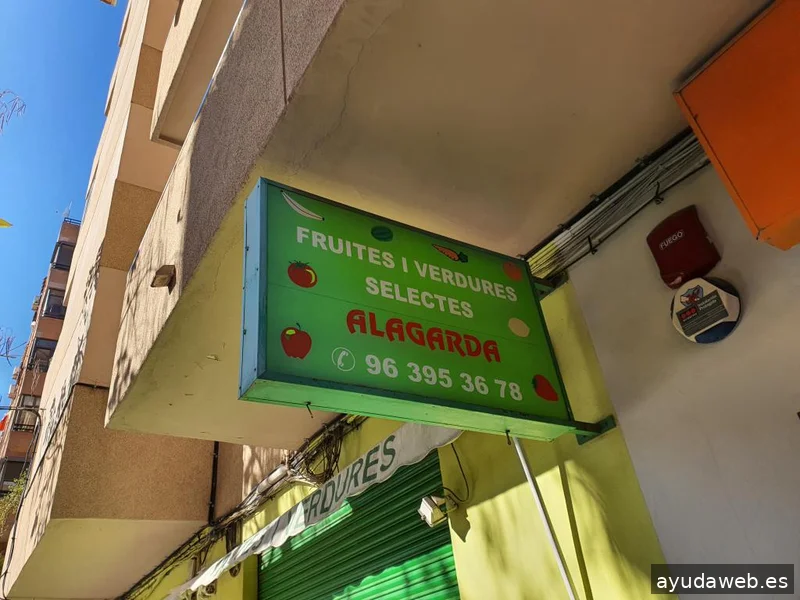 FRUITES I VERDURES
SELECTES
ALAGARDA
96 395 36 78
FUEGO
VERDURES
ayudaweb.es